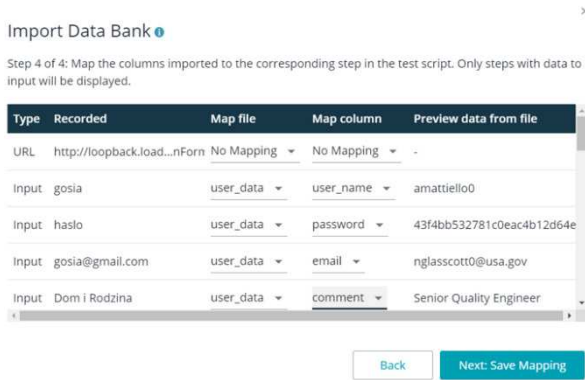 Import Data Bank
Step 4 of 4: Map the columns imported to the corresponding step in the test script. Only steps with data to
input will be displayed.
Type Recorded Map file Map column Preview data from file
URL http://loopback.load...nForn No Mapping No Mapping -
Input gosia user_data user_name amattiello0
Input haslo user_data password 43f4bb532781c0eac4b12d64e
Input gosia@gmail.com user_data email nglasscott0@usa.gov
Input Dom i Rodzina user_data comment Senior Quality Engineer
Back Next: Save Mapping